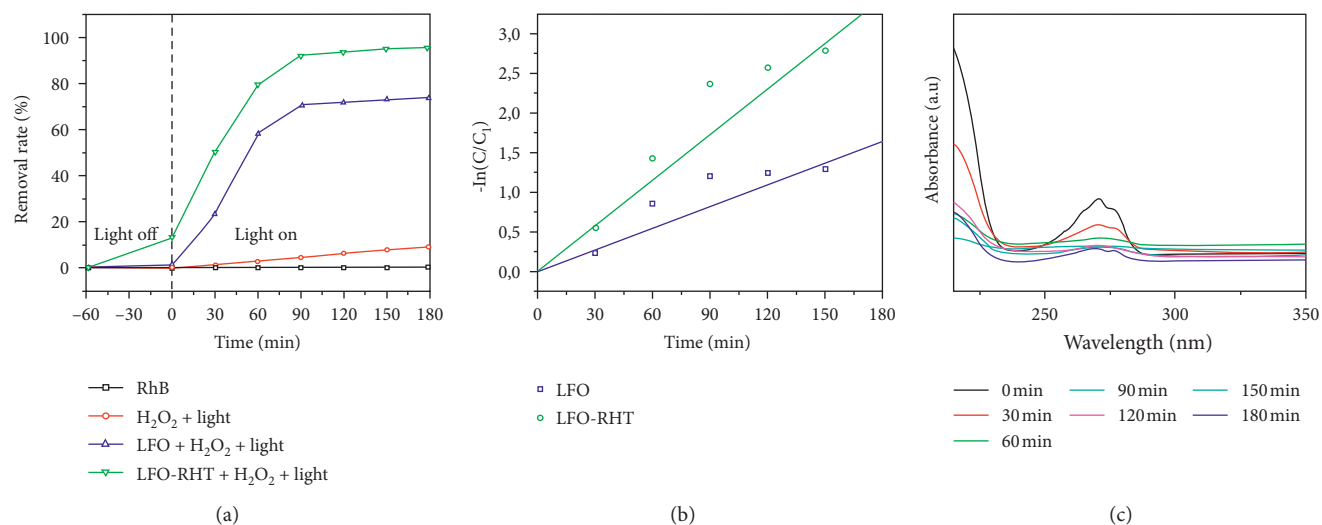 (a)
Removal rate (%)
100
80
60
40
20
0
Light off
Light on
–60
–30
0
30
60
90
120
150
180
Time (min)
RhB
H₂O₂ + light
LFO + H₂O₂ + light
LFO-RHT + H₂O₂ + light
(a)
(b)
-In(C/C₁)
3,0
2,5
2,0
1,5
1,0
0,5
0,0
0
30
60
90
120
150
180
Time (min)
LFO
LFO-RHT
(b)
(c)
Absorbance (a.u)
250
300
350
Wavelength (nm)
0 min
90 min
150 min
30 min
120 min
180 min
60 min
(c)